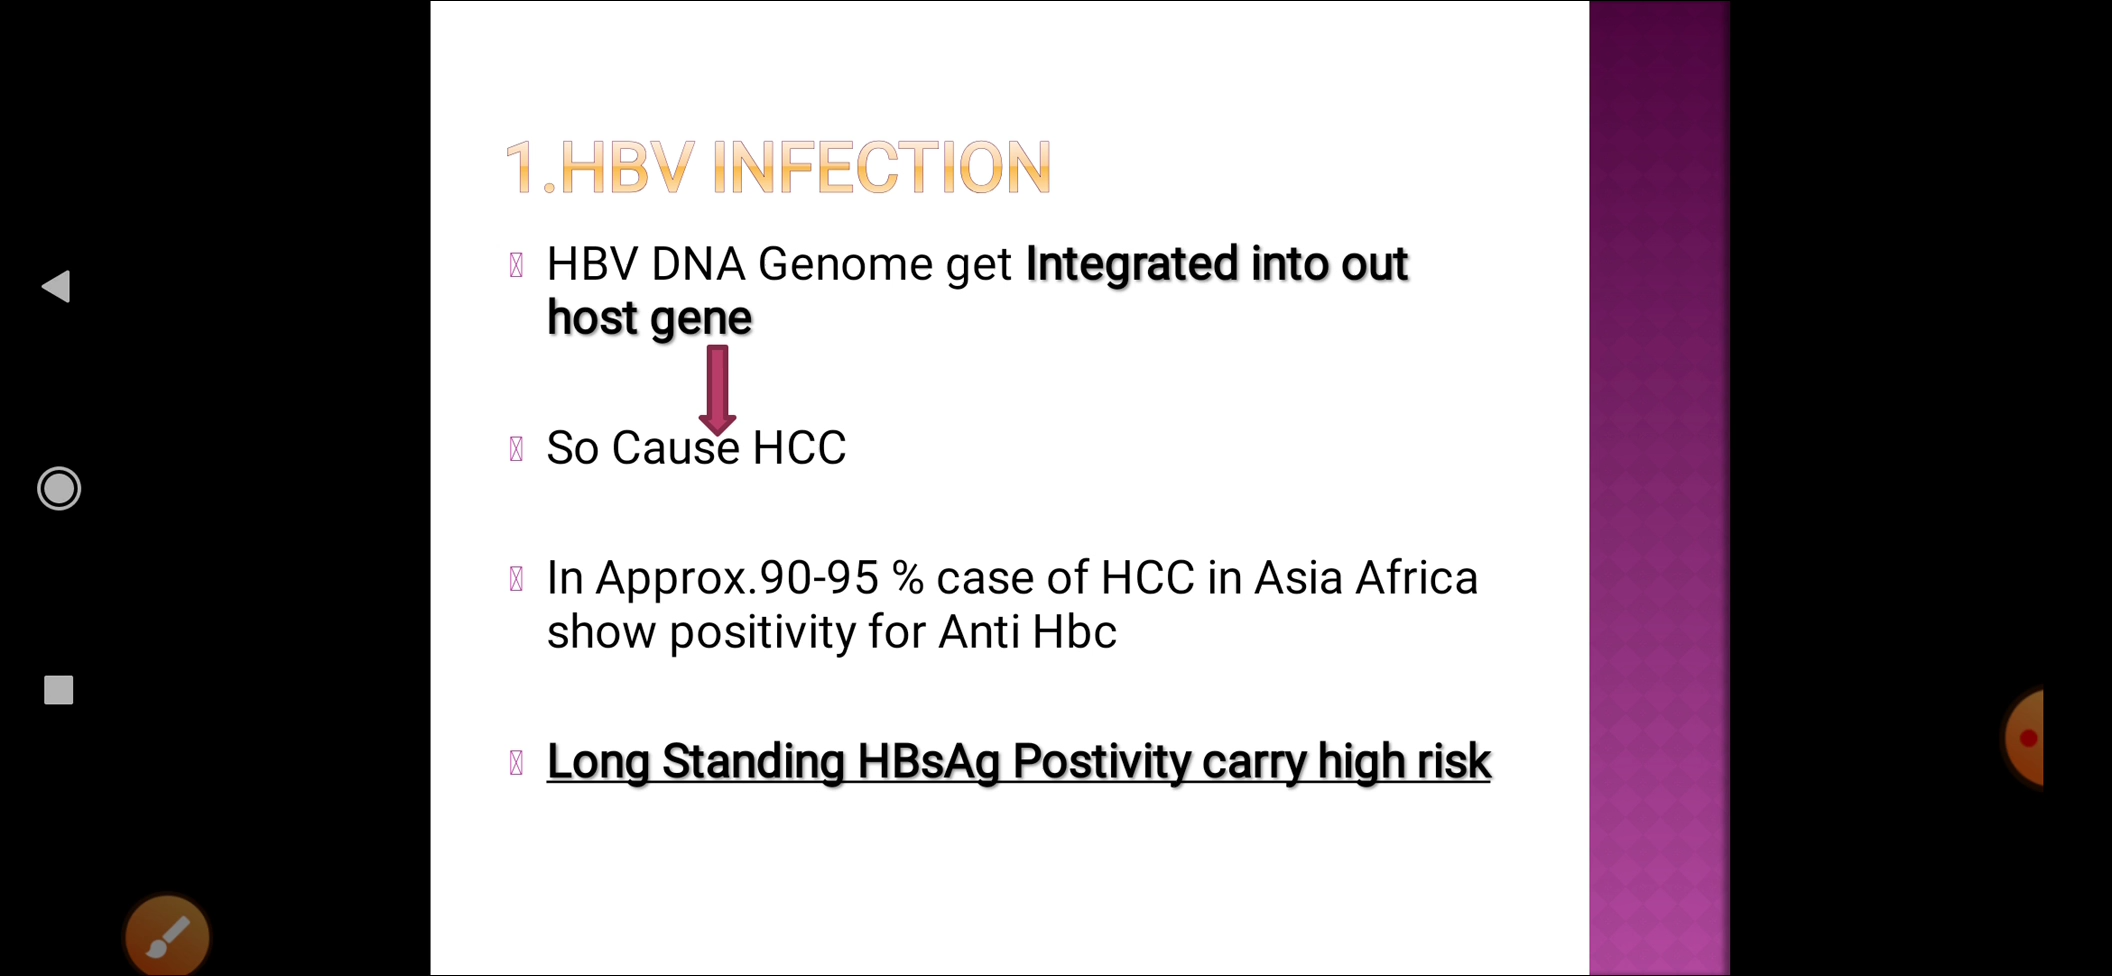 1.HBV INFECTION
HBV DNA Genome get Integrated into out
host gene
So Cause HCC
In Approx.90-95 % case of HCC in Asia Africa
show positivity for Anti Hbc
Long Standing HBsAg Postivity carry high risk